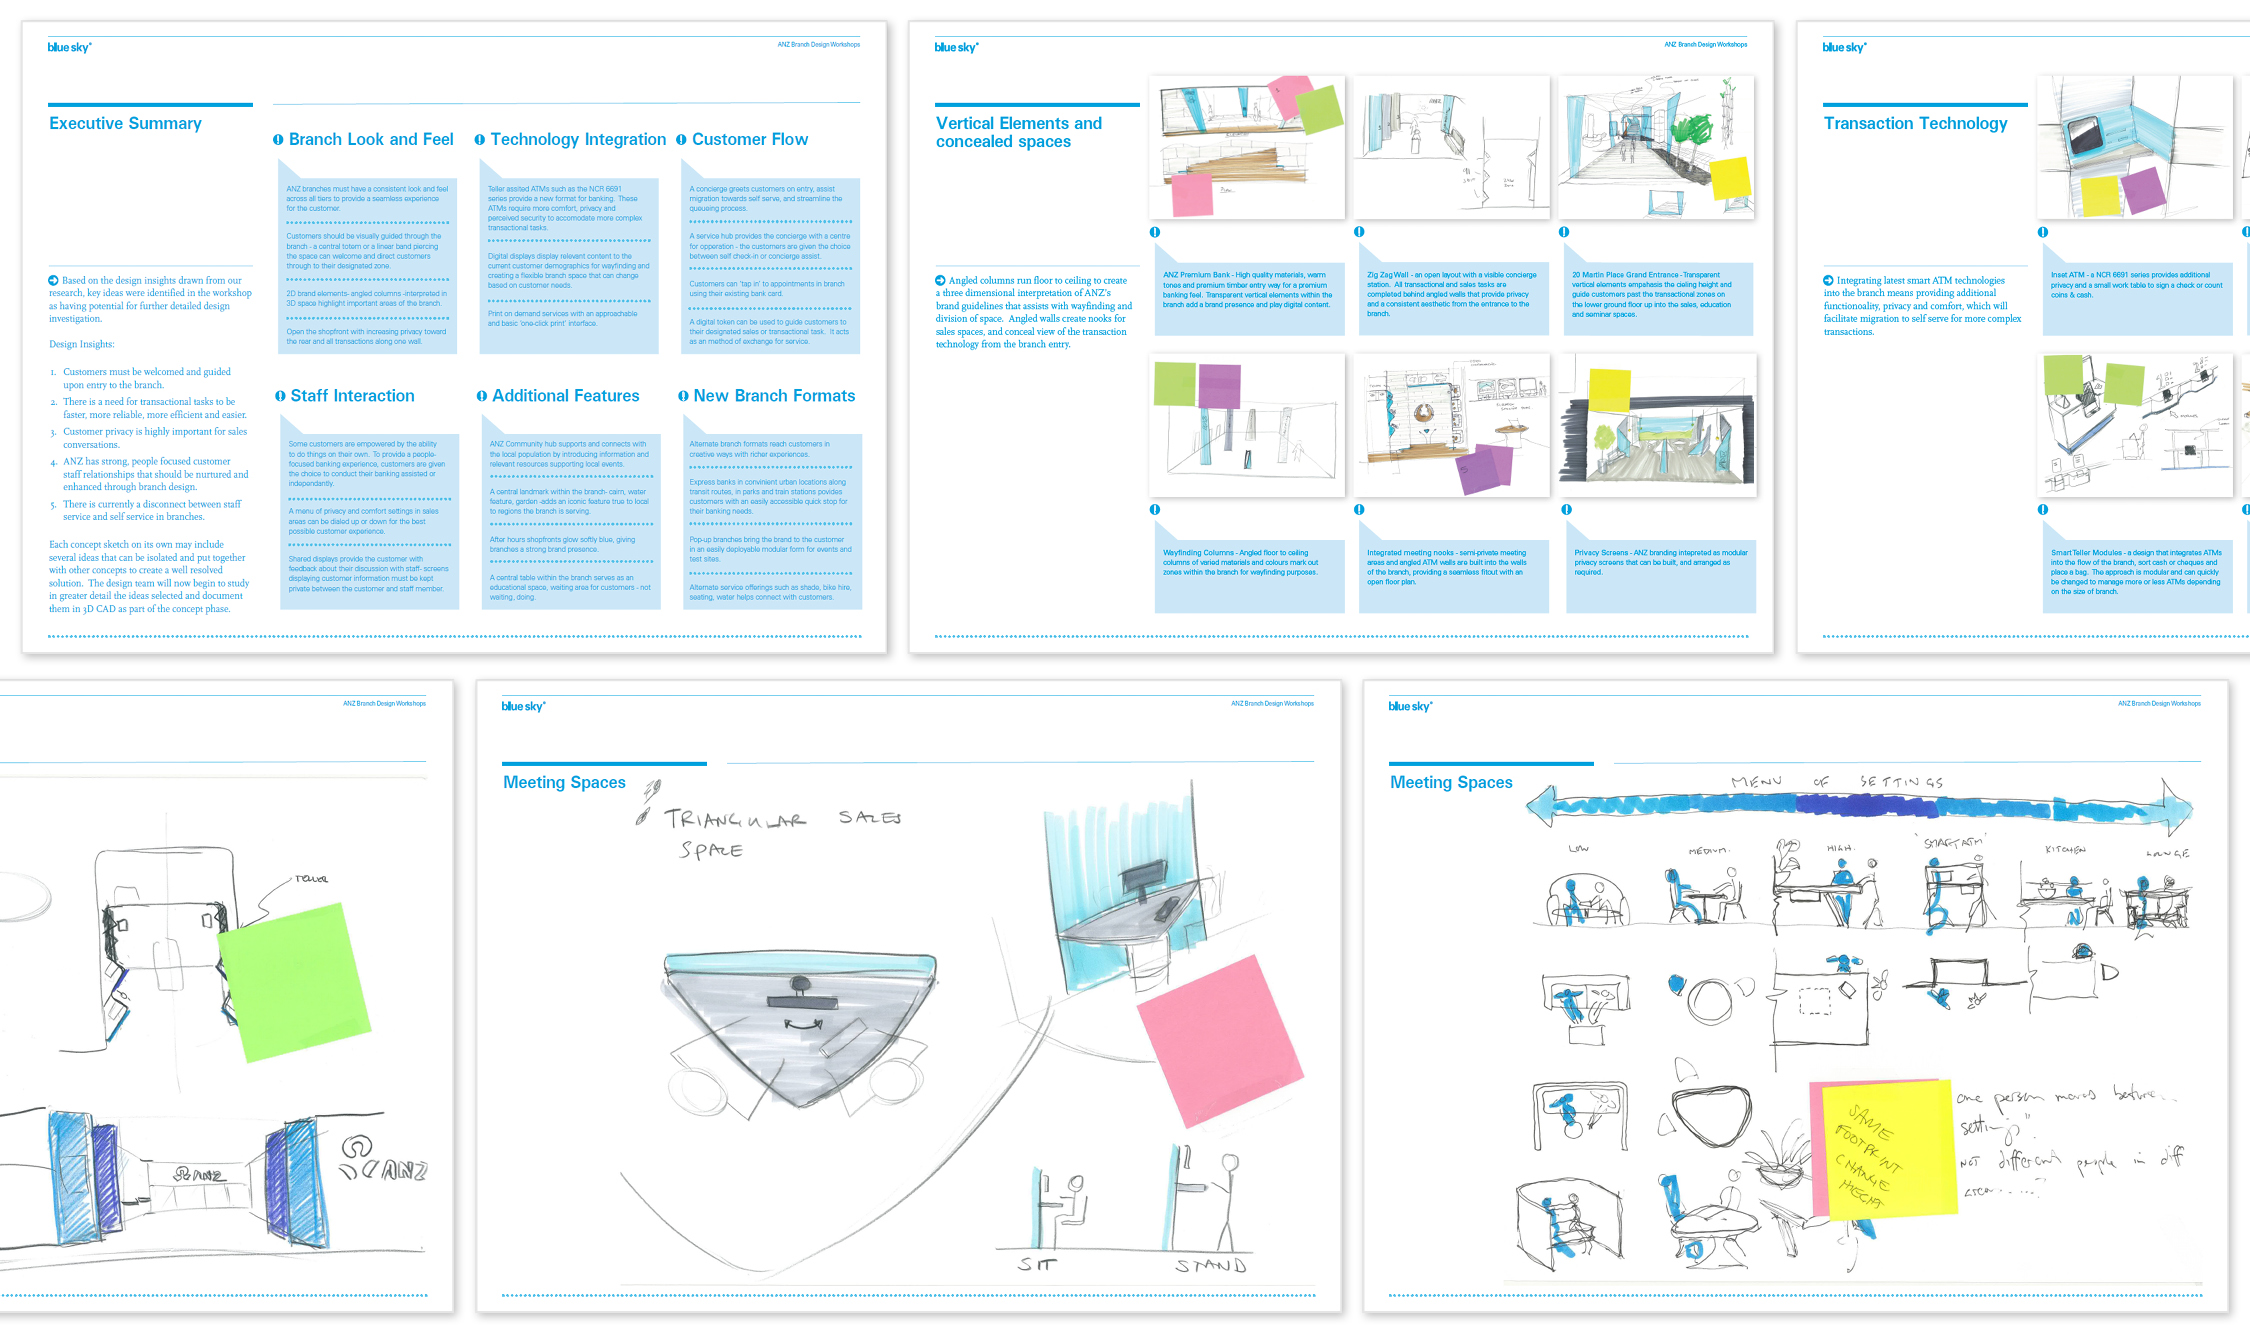 blue sky
ANZ Branch Design Workshops
Executive Summary
Based on the design insights drawn from our
research, key ideas were identified in the workshop
as having potential for further detailed design
investigation.
Design Insights:
1. Customers must be welcomed and guided
upon entry to the branch.
2. There is a need for transactional tasks to be
faster, more reliable, more efficient and easier.
3. Customer privacy is highly important for sales
conversations.
4. ANZ has strong, people focused customer
staff relationships that should be nurtured and
enhanced through branch design.
5. There is currently a disconnect between staff
service and self service in branches.
Each concept sketch on its own may include
several ideas that can be isolated and put together
with other concepts to create a well resolved
solution. The design team will now begin to study
in greater detail the ideas selected and document
them in 3D CAD as part of the concept phase.
Branch Look and Feel
ANZ branches must have a consistent look and feel
across all tiers to provide a seamless experience
for the customer.
Customers should be visually guided through the
branch - a central totem or a linear band piercing
the space can welcome and direct customers
through to their designated zone.
2D brand elements- angled columns -interpreted in
3D space highlight important areas of the branch.
Open the shopfront with increasing privacy toward
the rear and all transactions along one wall.
Technology Integration
Teller assited ATMs such as the NCR 6691
series provide a new format for banking. These
ATMs require more comfort, privacy and
perceived security to accomodate more complex
transactional tasks.
Digital displays display relevant content to the
current customer demographics for wayfinding and
creating a flexible branch space that can change
based on customer needs.
Print on demand services with an approachable
and basic 'one-click print' interface.
Customer Flow
A concierge greets customers on entry, assist
migration towards self serve, and streamline the
queueing process.
A service hub provides the concierge with a centre
for opperation - the customers are given the choice
between self check-in or concierge assist.
Customers can 'tap in' to appointments in branch
using their existing bank card.
A digital token can be used to guide customers to
their designated sales or transactional task. It acts
as an method of exchange for service.
Staff Interaction
Some customers are empowered by the ability
to do things on their own. To provide a people-
focused banking experience, customers are given
the choice to conduct their banking assisted or
independantly.
A menu of privacy and comfort settings in sales
areas can be dialed up or down for the best
possible customer experience.
Shared displays provide the customer with
feedback about their discussion with staff- screens
displaying customer information must be kept
private between the customer and staff member.
Additional Features
ANZ Community hub supports and connects with
the local population by introducing information and
relevant resources supporting local events.
A central landmark within the branch- cairn, water
feature, garden -adds an iconic feature true to local
to regions the branch is serving.
After hours shopfronts glow softly blue, giving
branches a strong brand presence.
A central table within the branch serves as an
educational space, waiting area for customers - not
waiting, doing.
New Branch Formats
Alternate branch formats reach customers in
creative ways with richer experiences.
Express banks in convinient urban locations along
transit routes, in parks and train stations povides
customers with an easily accessible quick stop for
their banking needs.
Pop-up branches bring the brand to the customer
in an easily deployable modular form for events and
test sites.
Alternate service offerings such as shade, bike hire,
seating, water helps connect with customers.
blue sky
ANZ Branch Design Workshops
Vertical Elements and
concealed spaces
Angled columns run floor to ceiling to create
a three dimensional interpretation of ANZ's
brand guidelines that assists with wayfinding and
division of space. Angled walls create nooks for
sales spaces, and conceal view of the transaction
technology from the branch entry.
ANZ Premium Bank - High quality materials, warm
tones and premium timber entry way for a premium
banking feel. Transparent vertical elements within the
branch add a brand presence and play digital content.
Zig Zag Wall - an open layout with a visible concierge
station. All transactional and sales tasks are
completed behind angled walls that provide privacy
and a consistent aesthetic from the entrance to the
branch.
20 Martin Place Grand Entrance - Transparent
vertical elements empshasis the cieling height and
guide customers past the transactional zones on
the lower ground floor up into the sales, education
and seminar spaces.
Wayfinding Columns - Angled floor to ceiling
columns of varied materials and colours mark out
zones within the branch for wayfinding purposes.
Integrated meeting nooks - semi-private meeting
areas and angled ATM walls are built into the walls
of the branch, providing a seamless fitout with an
open floor plan.
Privacy Screens - ANZ branding intepreted as modular
privacy screens that can be built, and arranged as
required.
blue sky
Transaction Technology
Integrating latest smart ATM technologies
into the branch means providing additional
functionoality, privacy and comfort, which will
facilitate migration to self serve for more complex
transactions.
Inset ATM - a NCR 6691 series provides additional
privacy and a small work table to sign a check or count
coins & cash.
Smart Teller Modules - a design that integrates ATMs
into the flow of the branch, sort cash or cheques and
place a bag. The approach is modular and can quickly
be changed to manage more or less ATMs depending
on the size of branch.
ANZ Branch Design Workshops
ANZ
ANZ
blue sky
ANZ Branch Design Workshops
Meeting Spaces
TRIANGULAR SALES
SPACE
SIT
STAND
blue sky
ANZ Branch Design Workshops
Meeting Spaces
MENU OF SETTINGS
LOW
MEDIUM.
HIGH.
'SMART ATM'
KITCHEN
LOUNGE
SAME
FOOTPRINT
CHANGE
HEIGHT
one person moves between
settings"
NOT different people in diff